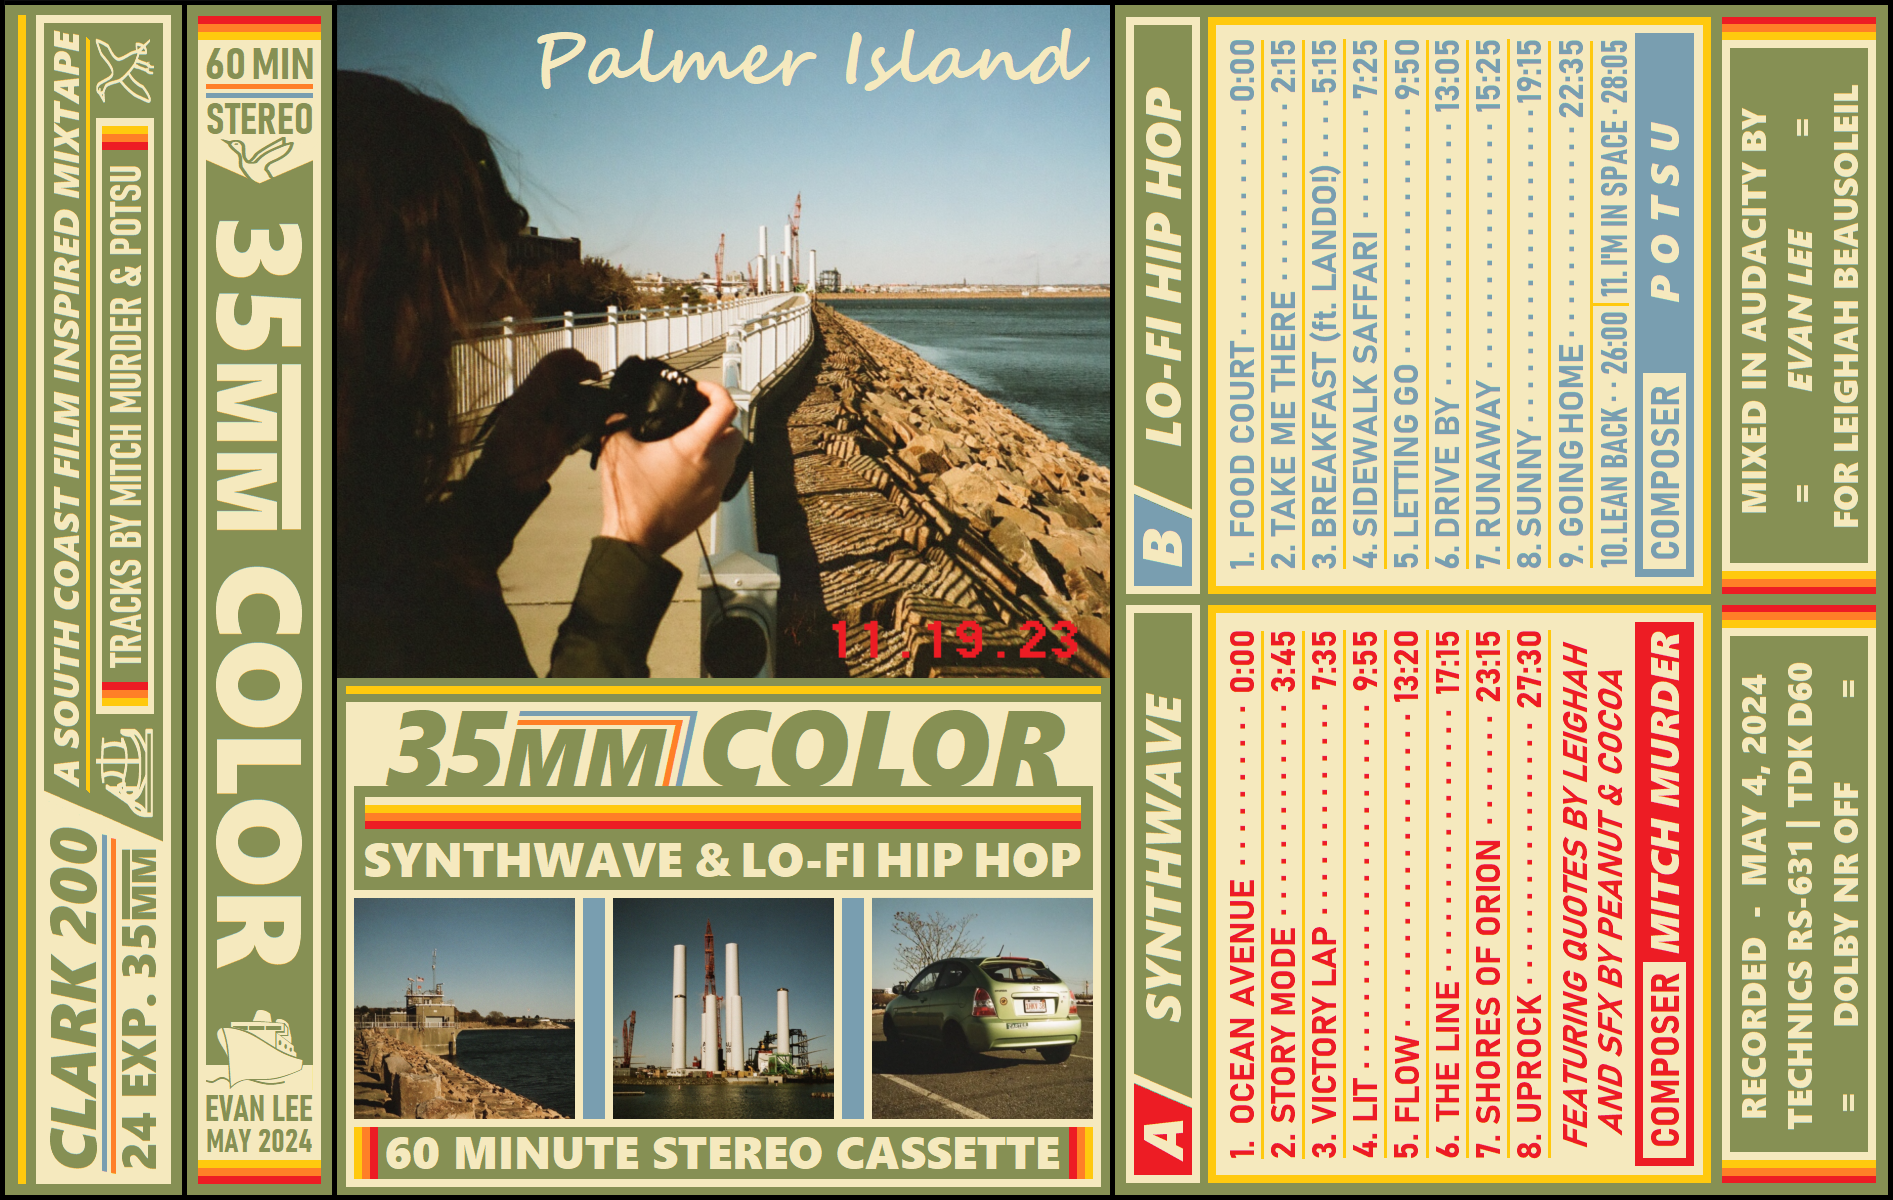 A SOUTH COAST FILM INSPIRED MIXTAPE
TRACKS BY MITCH MURDER & POTSU
CLARK 200
24 EXP. 35MM
60 MIN
STEREO
35MM COLOR
EVAN LEE
MAY 2024
Palmer Island
11.19.23
35MM COLOR
SYNTHWAVE & LO-FI HIP HOP
60 MINUTE STEREO CASSETTE
B/ LO-FI HIP HOP
1. FOOD COURT · · · · · · · · · · · · · 0:00
2. TAKE ME THERE · · · · · · · · · · 2:15
3. BREAKFAST (ft. LANDO!) · · · · 5:15
4. SIDEWALK SAFFARI · · · · · · · 7:25
5. LETTING GO · · · · · · · · · · · · · 9:50
6. DRIVE BY · · · · · · · · · · · · · · 13:05
7. RUNAWAY · · · · · · · · · · · · · 15:25
8. SUNNY · · · · · · · · · · · · · · · · 19:15
9. GOING HOME · · · · · · · · · · · 22:35
10. LEAN BACK · · 26:00
11. I'M IN SPACE · 28:05
COMPOSER POTSU
MIXED IN AUDACITY BY
= EVAN LEE =
FOR LEIGHAH BEAUSOLEIL
A/ SYNTHWAVE
1. OCEAN AVENUE · · · · · · · · · · 0:00
2. STORY MODE · · · · · · · · · · · · 3:45
3. VICTORY LAP · · · · · · · · · · · · 7:35
4. LIT · · · · · · · · · · · · · · · · · · · 9:55
5. FLOW · · · · · · · · · · · · · · · · · 13:20
6. THE LINE · · · · · · · · · · · · · · 17:15
7. SHORES OF ORION · · · · · · 23:15
8. UPROCK · · · · · · · · · · · · · · · 27:30
FEATURING QUOTES BY LEIGHAH
AND SFX BY PEANUT & COCOA
COMPOSER MITCH MURDER
RECORDED - MAY 4, 2024
TECHNICS RS-631 | TDK D60
= DOLBY NR OFF =